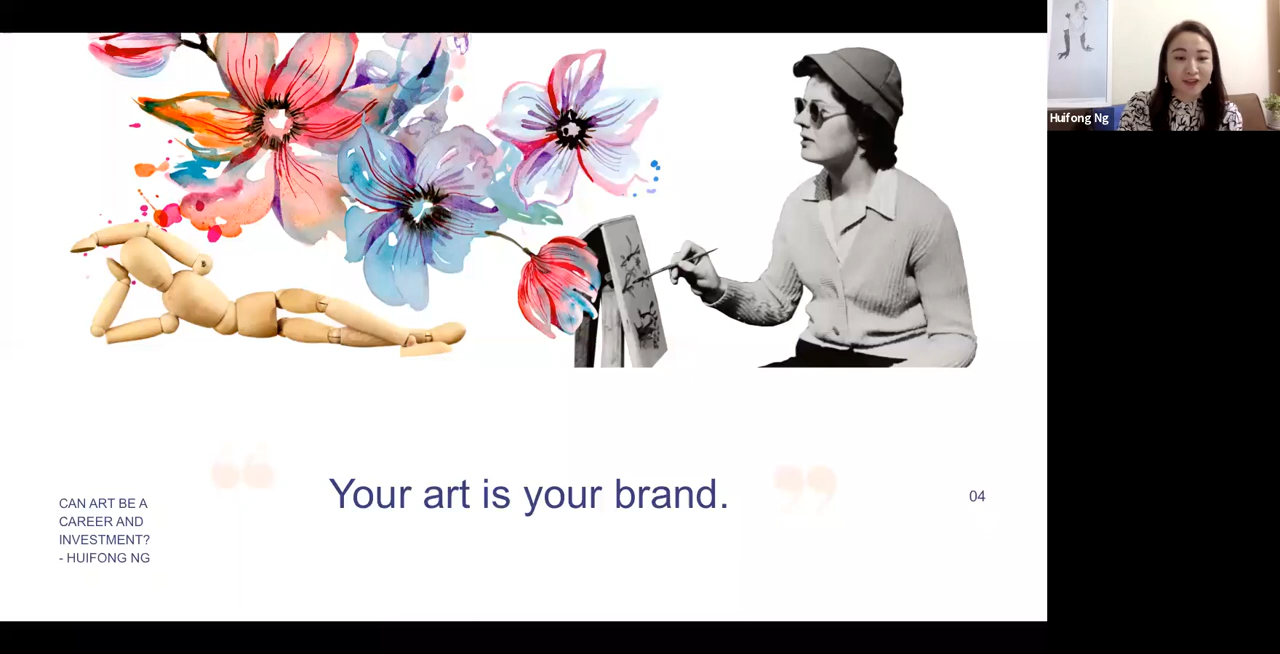 Huifong Ng
“Your art is your brand.”
CAN ART BE A
CAREER AND
INVESTMENT?
- HUIFONG NG
04